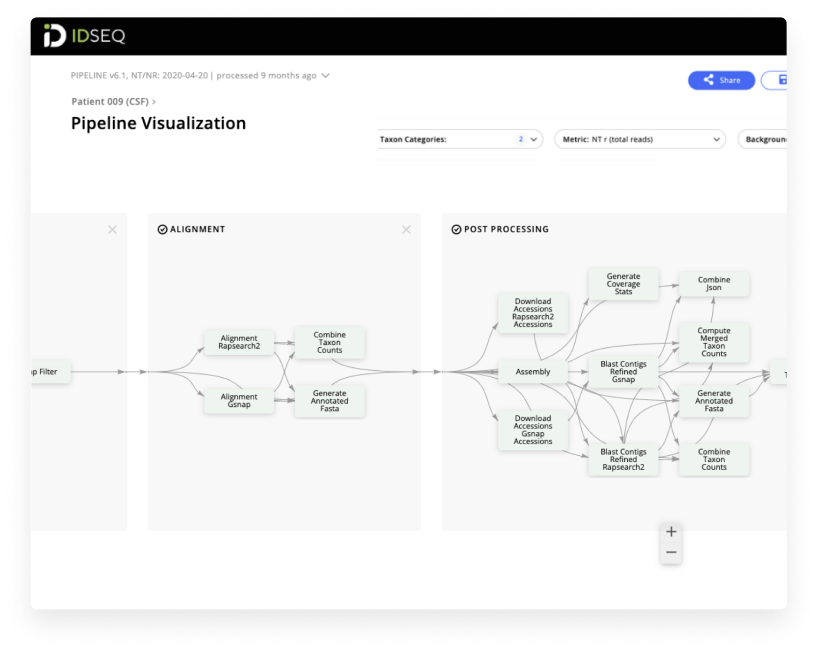 IDSEQ
PIPELINE v6.1, NT/NR: 2020-04-20 | processed 9 months ago
Share
Patient 009 (CSF) >
Pipeline Visualization
Taxon Categories: 2
Metric: NT r (total reads)
Backgroun
ALIGNMENT
POST PROCESSING
p Filter
Alignment
Rapsearch2
Combine
Taxon
Counts
Alignment
Gsnap
Generate
Annotated
Fasta
Download
Accessions
Rapsearch2
Accessions
Assembly
Download
Accessions
Gsnap
Accessions
Generate
Coverage
Stats
Blast Contigs
Refined
Gsnap
Blast Contigs
Refined
Rapsearch2
Combine
Json
Compute
Merged
Taxon
Counts
Generate
Annotated
Fasta
Combine
Taxon
Counts
T
+
−